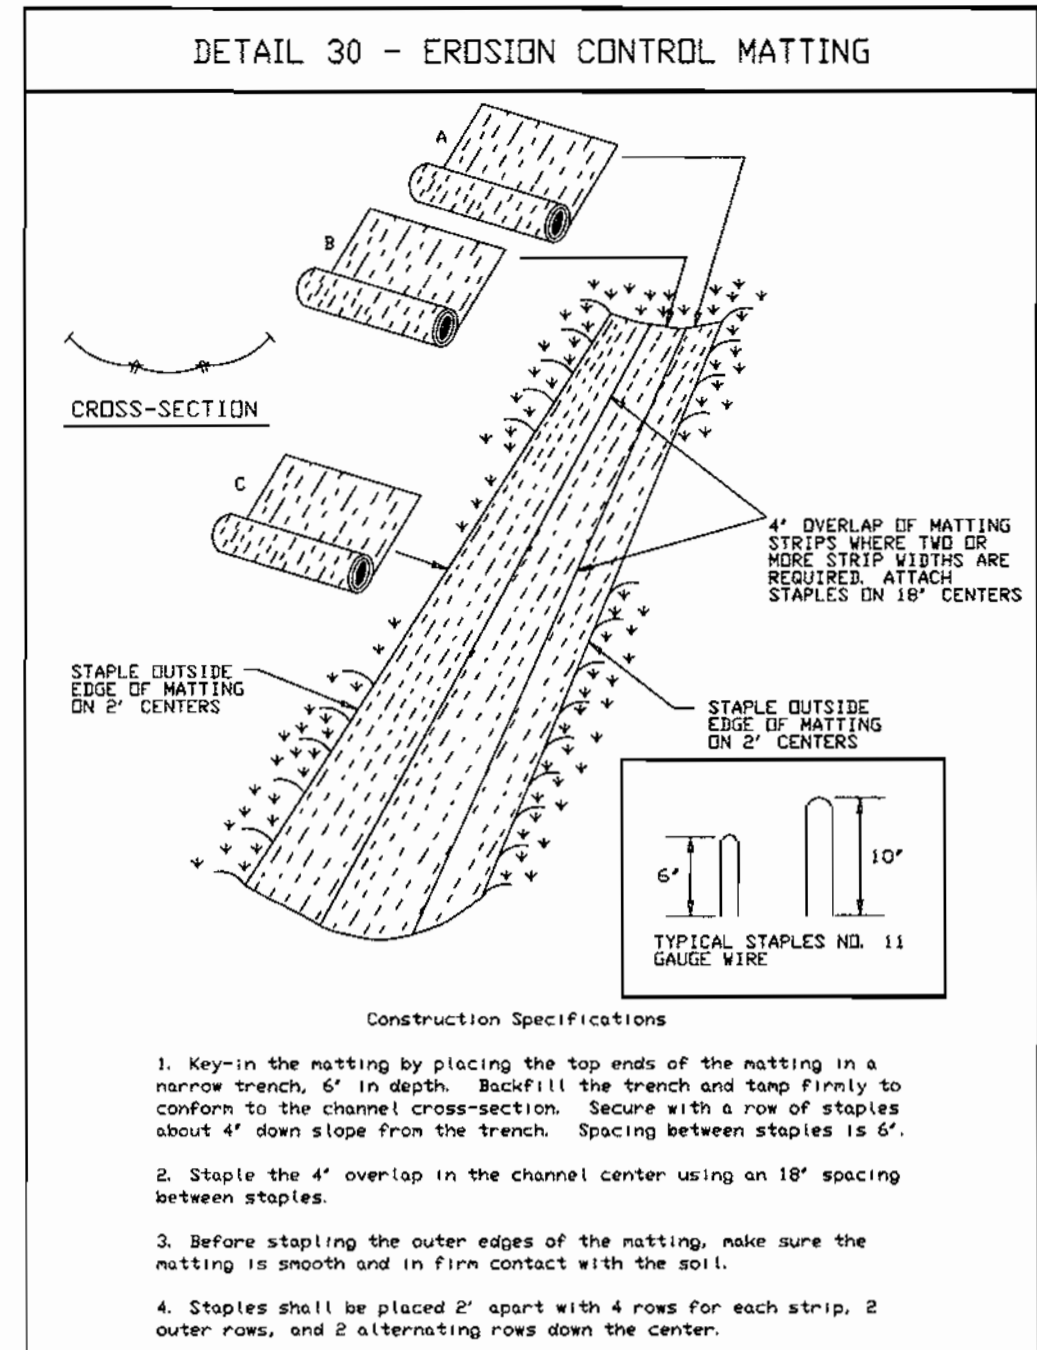 DETAIL 30 - EROSION CONTROL MATTING
A
B
CROSS-SECTION
C
4" OVERLAP OF MATTING
STRIPS WHERE TWO OR
MORE STRIP WIDTHS ARE
REQUIRED. ATTACH
STAPLES ON 18" CENTERS
STAPLE OUTSIDE
EDGE OF MATTING
ON 2' CENTERS
STAPLE OUTSIDE
EDGE OF MATTING
ON 2' CENTERS
6"
10"
TYPICAL STAPLES NO. 11
GAUGE WIRE
Construction Specifications
1. Key-in the matting by placing the top ends of the matting in a
narrow trench, 6" in depth. Backfill the trench and tamp firmly to
conform to the channel cross-section. Secure with a row of staples
about 4" down slope from the trench. Spacing between staples is 6".
2. Staple the 4" overlap in the channel center using an 18" spacing
between staples.
3. Before stapling the outer edges of the matting, make sure the
matting is smooth and in firm contact with the soil.
4. Staples shall be placed 2' apart with 4 rows for each strip, 2
outer rows, and 2 alternating rows down the center.